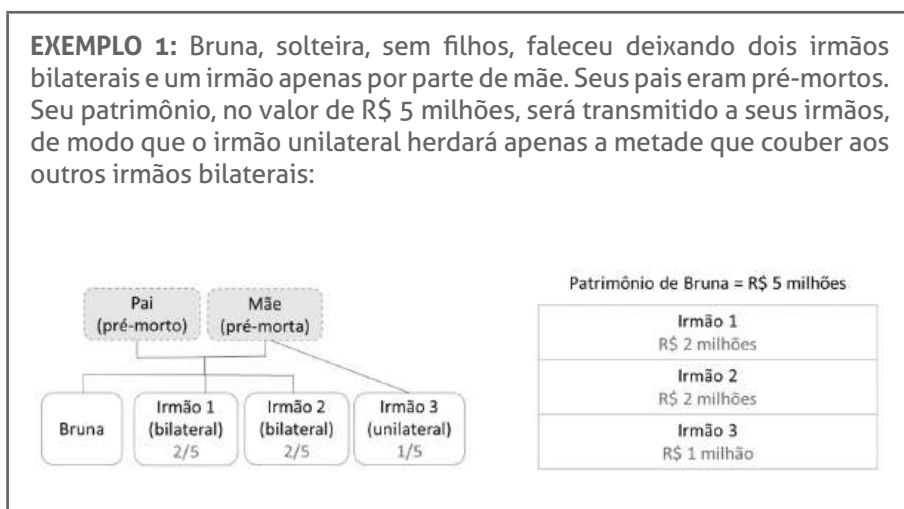 EXEMPLO 1: Bruna, solteira, sem filhos, faleceu deixando dois irmãos
bilaterais e um irmão apenas por parte de mãe. Seus pais eram pré-mortos.
Seu patrimônio, no valor de R$ 5 milhões, será transmitido a seus irmãos,
de modo que o irmão unilateral herdará apenas a metade que couber aos
outros irmãos bilaterais:
Pai
(pré-morto)
Mãe
(pré-morta)
Bruna
Irmão 1
(bilateral)
2/5
Irmão 2
(bilateral)
2/5
Irmão 3
(unilateral)
1/5
Patrimônio de Bruna = R$ 5 milhões
Irmão 1
R$ 2 milhões
Irmão 2
R$ 2 milhões
Irmão 3
R$ 1 milhão